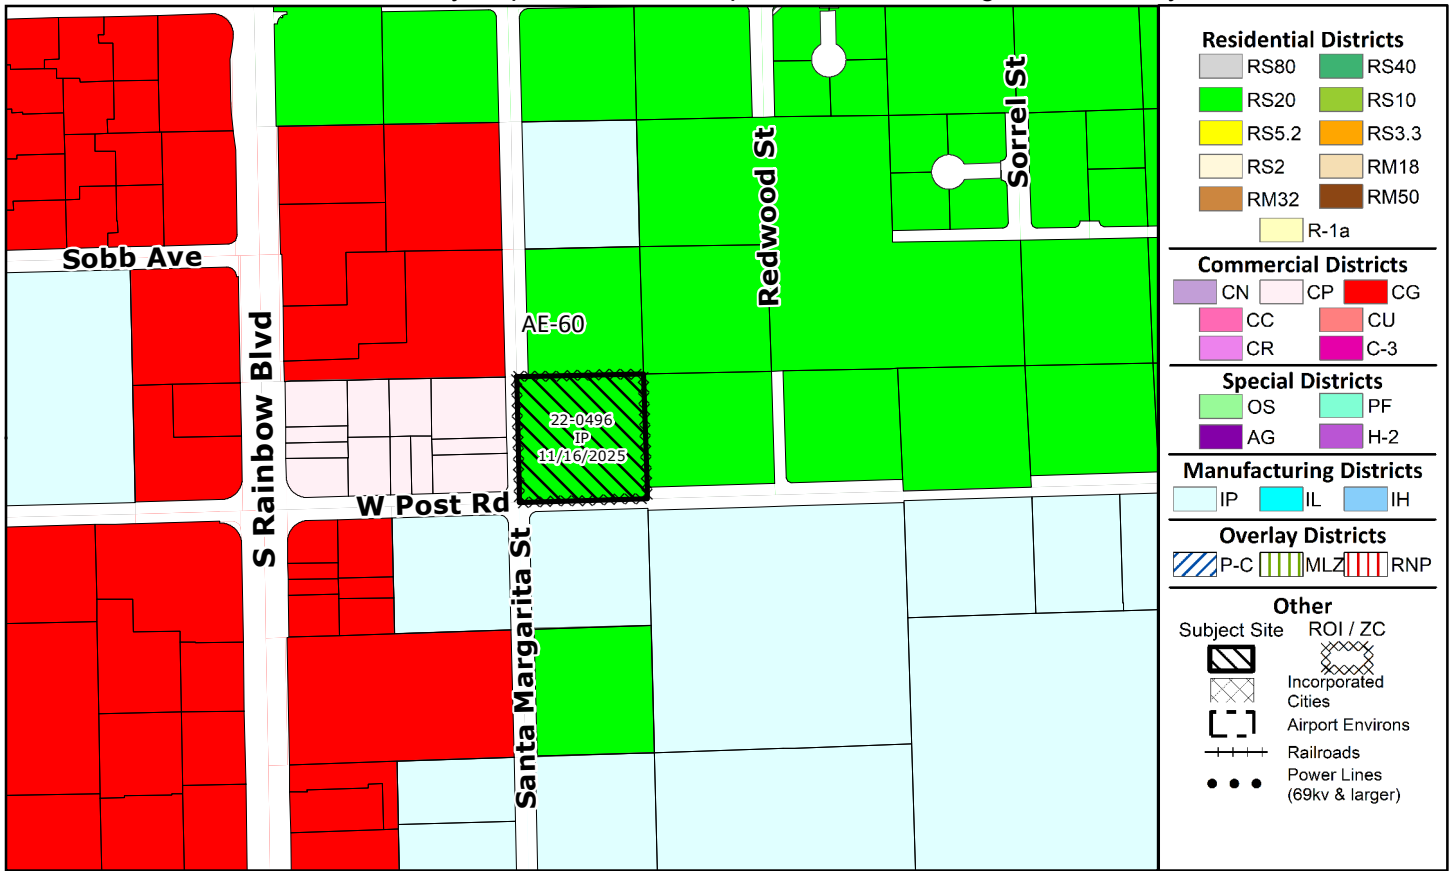 Sobb Ave
S Rainbow Blvd
W Post Rd
Santa Margarita St
Redwood St
Sorrel St
AE-60
22-0496
IP
11/16/2025
Residential Districts
RS80 RS40
RS20 RS10
RS5.2 RS3.3
RS2 RM18
RM32 RM50
R-1a
Commercial Districts
CN CP CG
CC CU
CR C-3
Special Districts
OS PF
AG H-2
Manufacturing Districts
IP IL IH
Overlay Districts
P-C MLZ RNP
Other
Subject Site ROI / ZC
Incorporated
Cities
Airport Environs
Railroads
Power Lines
(69kv & larger)